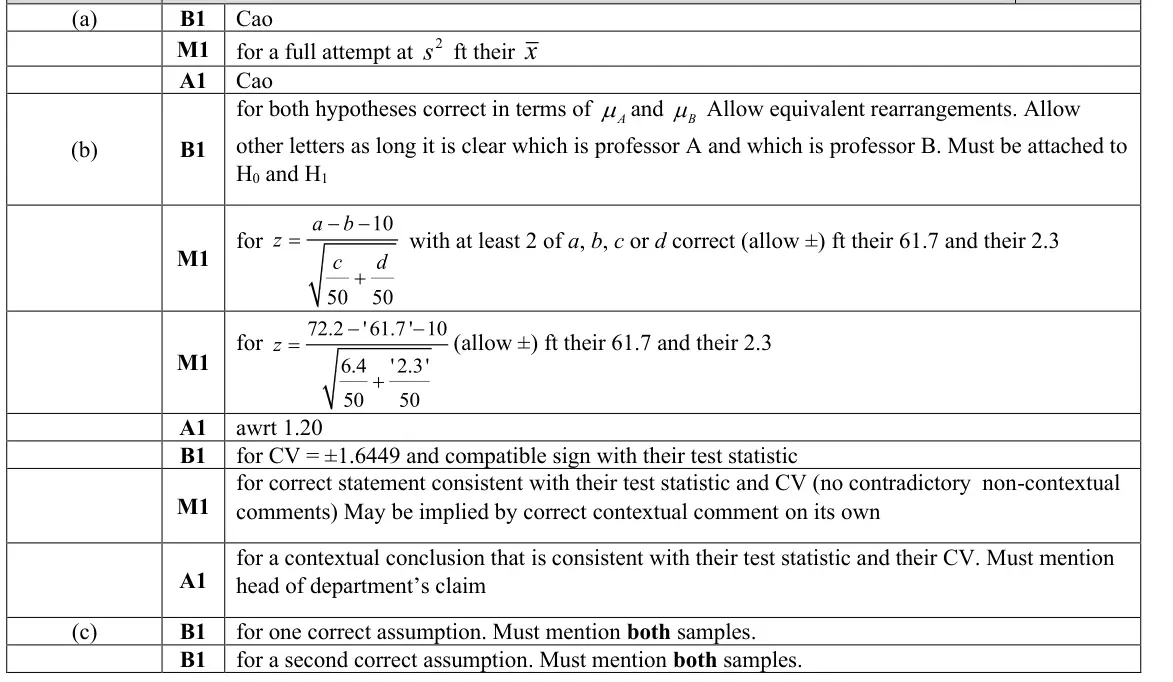 (a) B1 Cao
M1 for a full attempt at s² ft their x̅
A1 Cao
for both hypotheses correct in terms of μ_A and μ_B Allow equivalent rearrangements. Allow
(b) B1 other letters as long it is clear which is professor A and which is professor B. Must be attached to
H₀ and H₁
M1 for z = (a − b − 10) / √(c/50 + d/50) with at least 2 of a, b, c or d correct (allow ±) ft their 61.7 and their 2.3
M1 for z = (72.2 − '61.7' − 10) / √(6.4/50 + '2.3'/50) (allow ±) ft their 61.7 and their 2.3
A1 awrt 1.20
B1 for CV = ±1.6449 and compatible sign with their test statistic
for correct statement consistent with their test statistic and CV (no contradictory non-contextual
M1 comments) May be implied by correct contextual comment on its own
for a contextual conclusion that is consistent with their test statistic and their CV. Must mention
A1 head of department's claim
(c) B1 for one correct assumption. Must mention both samples.
B1 for a second correct assumption. Must mention both samples.